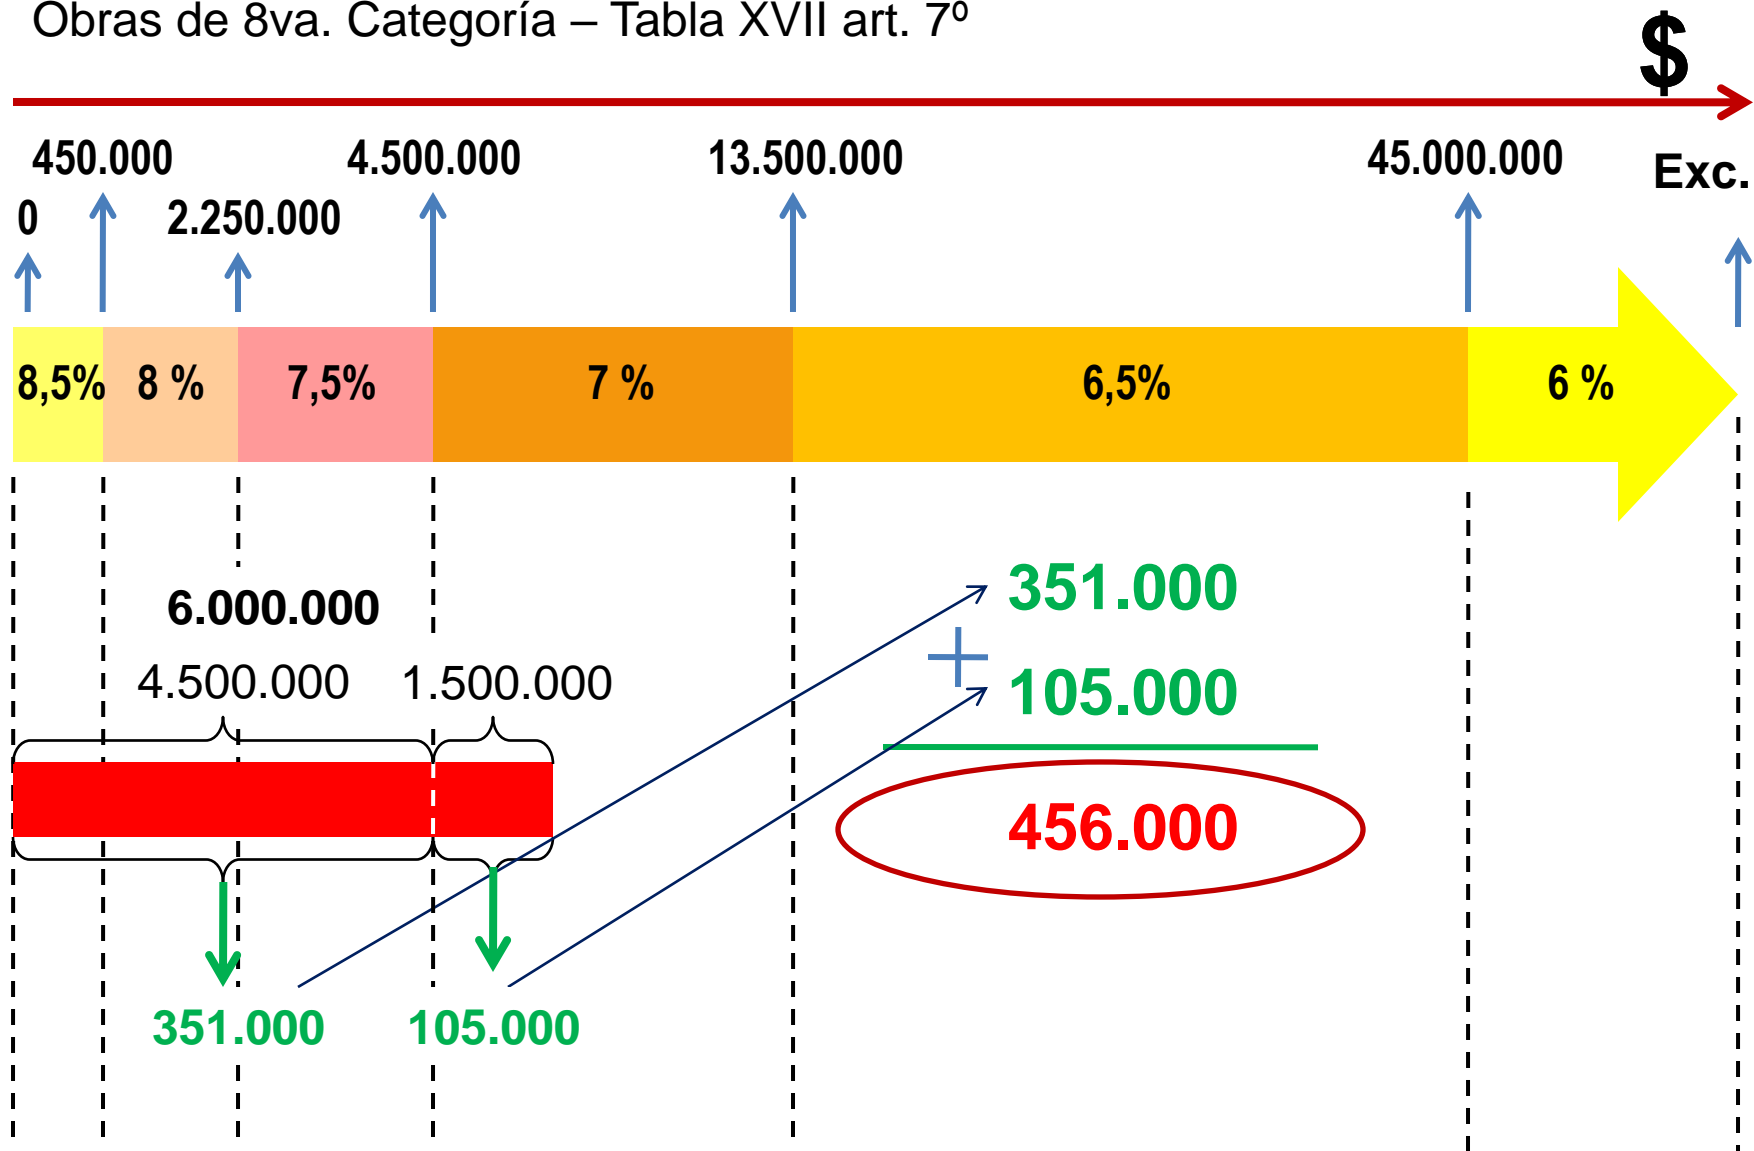 Obras de 8va. Categoría – Tabla XVII art. 7º
$
450.000 4.500.000 13.500.000 45.000.000 Exc.
0 2.250.000
8,5% 8 % 7,5% 7 % 6,5% 6 %
6.000.000
351.000
4.500.000 1.500.000
105.000
456.000
351.000 105.000